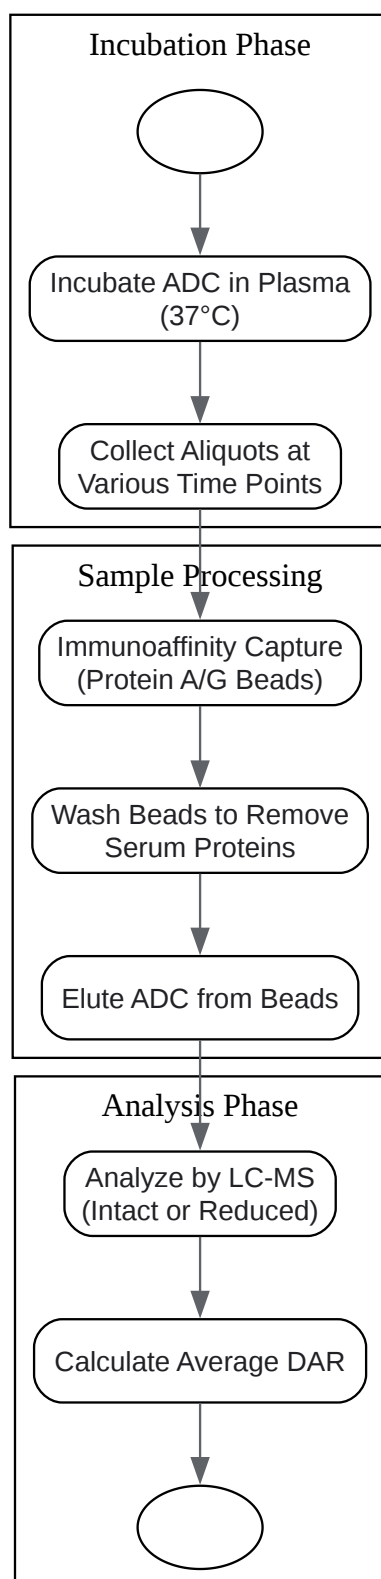 Incubation Phase
Incubate ADC in Plasma
(37°C)
Collect Aliquots at
Various Time Points
Sample Processing
Immunoaffinity Capture
(Protein A/G Beads)
Wash Beads to Remove
Serum Proteins
Elute ADC from Beads
Analysis Phase
Analyze by LC-MS
(Intact or Reduced)
Calculate Average DAR